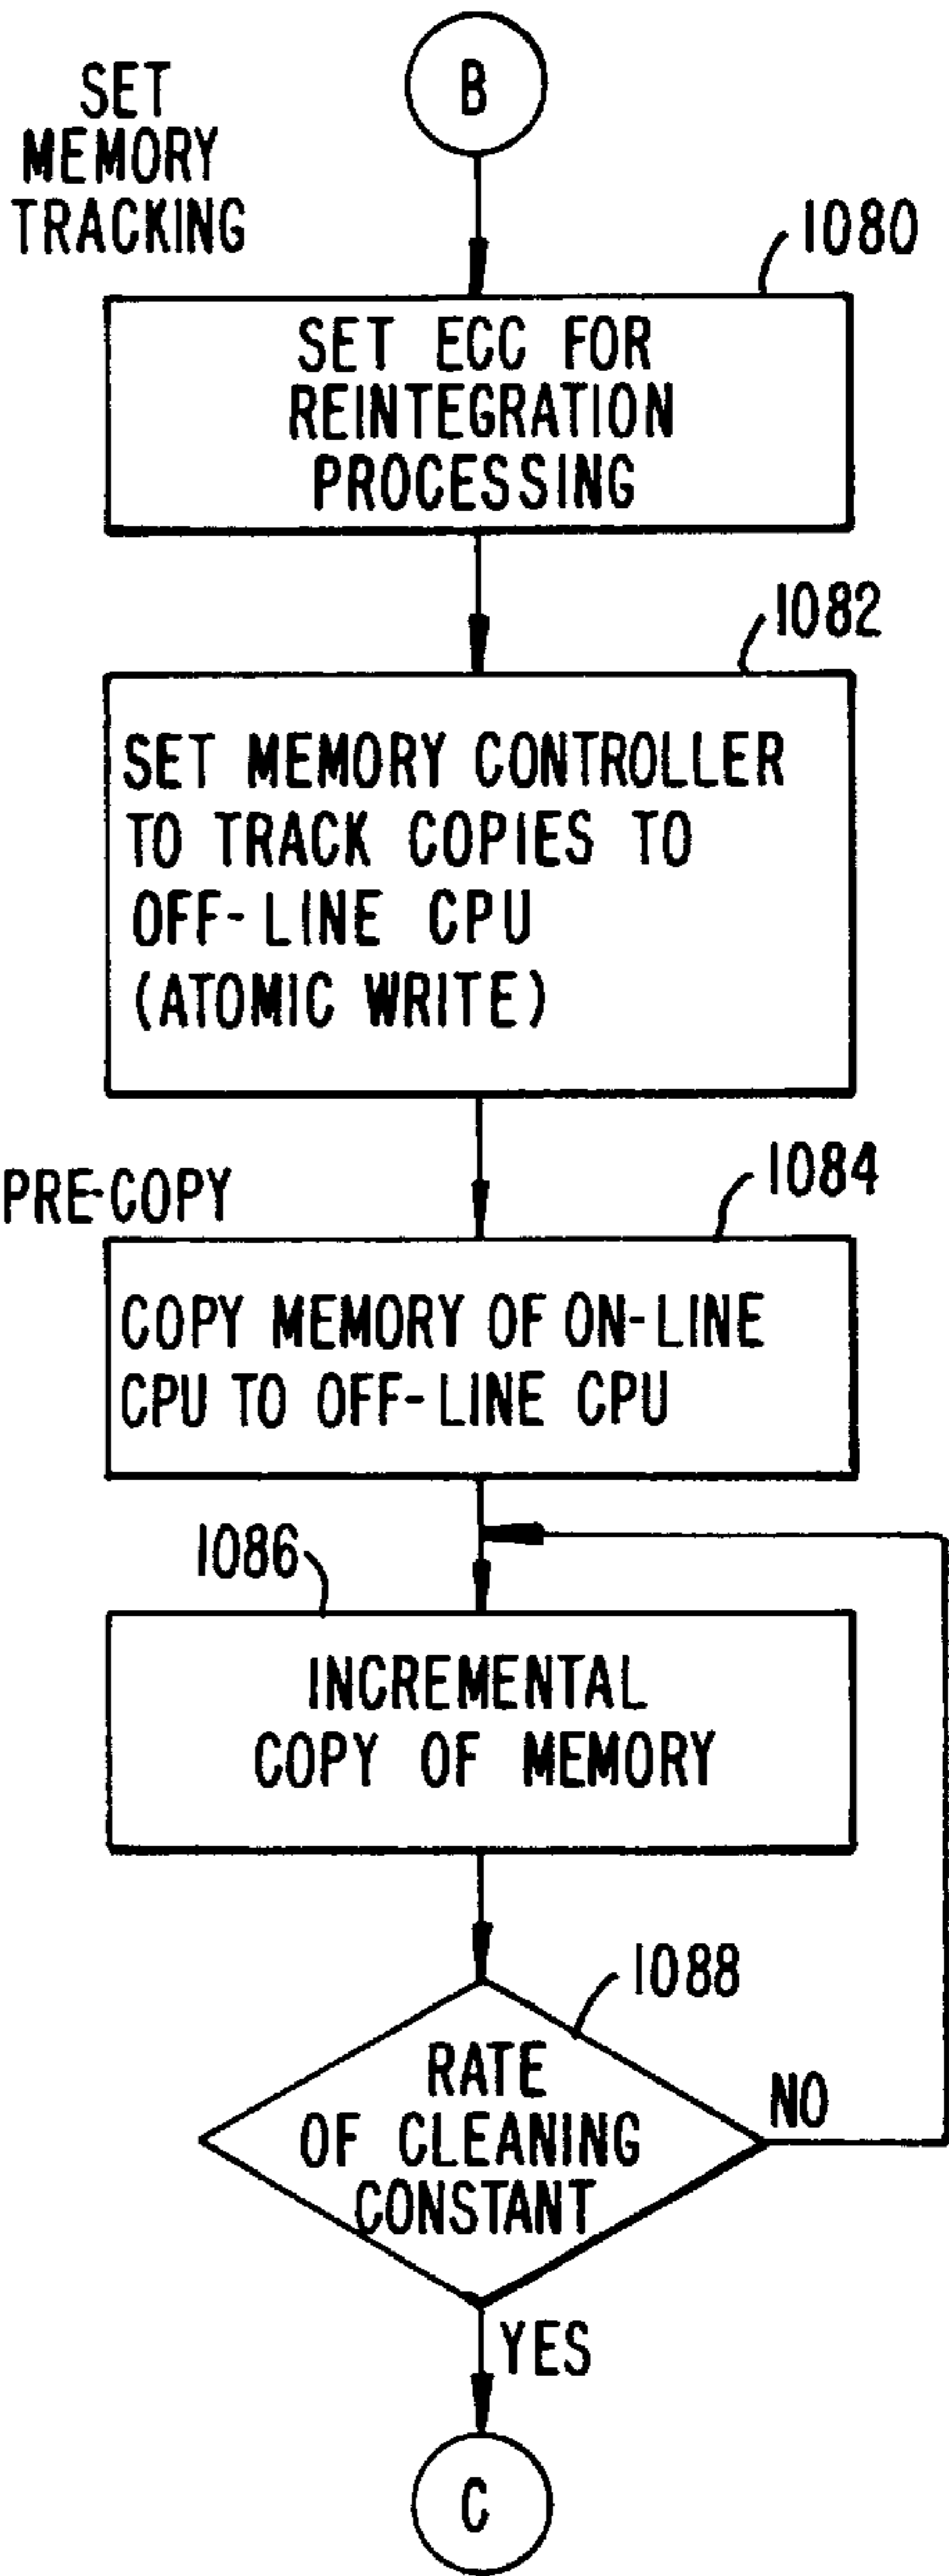 SET
MEMORY
TRACKING
B
1080
SET ECC FOR
REINTEGRATION
PROCESSING
1082
SET MEMORY CONTROLLER
TO TRACK COPIES TO
OFF-LINE CPU
(ATOMIC WRITE)
PRE-COPY
1084
COPY MEMORY OF ON-LINE
CPU TO OFF-LINE CPU
1086
INCREMENTAL
COPY OF MEMORY
1088
RATE
OF CLEANING
CONSTANT
NO
YES
C